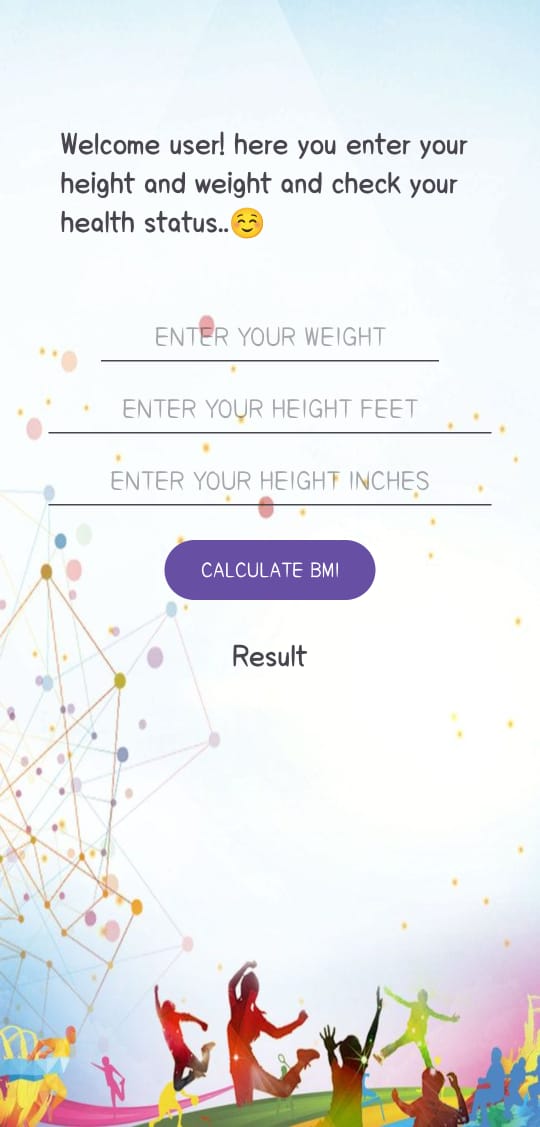 Welcome user! here you enter your
height and weight and check your
health status..☺️
ENTER YOUR WEIGHT
ENTER YOUR HEIGHT FEET
ENTER YOUR HEIGHT INCHES
CALCULATE BMI
Result